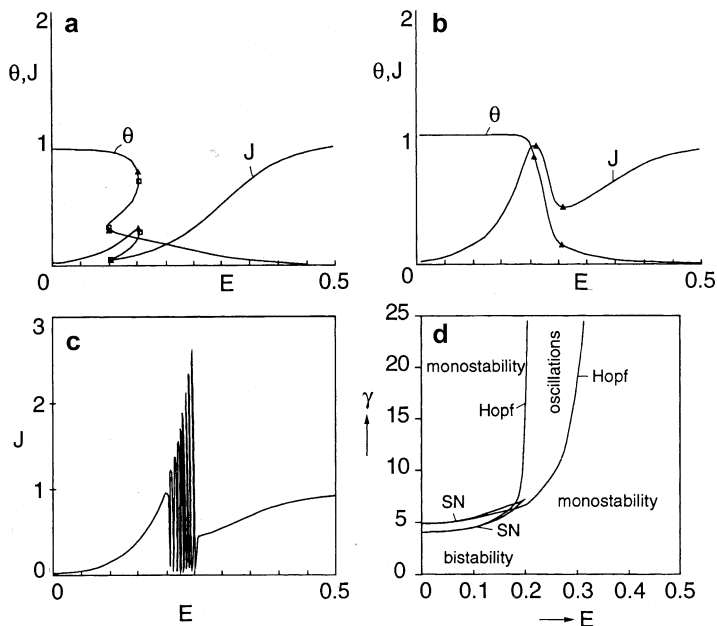 a
2
θ,J
1
0
θ
J
E
0.5
b
2
θ,J
1
0
θ
J
E
0.5
c
3
2
J
1
0
0
E
0.5
d
25
20
γ
15
10
5
0
monostability
oscillations
Hopf
Hopf
SN
SN
monostability
bistability
0 0.1 0.2 0.3 0.4 0.5
E